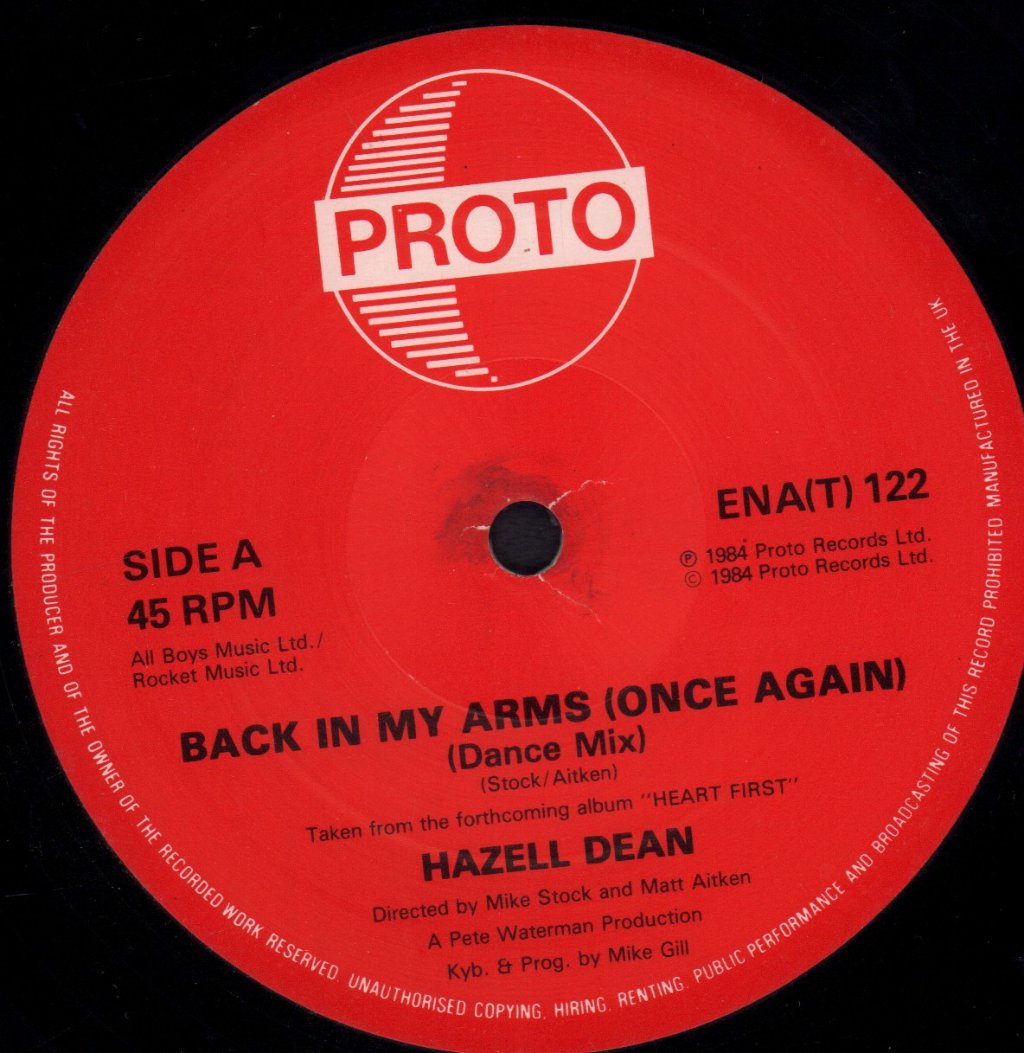 PROTO
ENA(T) 122
Ⓟ 1984 Proto Records Ltd.
© 1984 Proto Records Ltd.
SIDE A
45 RPM
All Boys Music Ltd./
Rocket Music Ltd.
BACK IN MY ARMS (ONCE AGAIN)
(Dance Mix)
(Stock/Aitken)
Taken from the forthcoming album "HEART FIRST"
HAZELL DEAN
Directed by Mike Stock and Matt Aitken
A Pete Waterman Production
Kyb. & Prog. by Mike Gill
ALL RIGHTS OF THE PRODUCER AND OF THE OWNER OF THE RECORDED WORK RESERVED. UNAUTHORISED COPYING, HIRING, RENTING, PUBLIC PERFORMANCE AND BROADCASTING OF THIS RECORD PROHIBITED MANUFACTURED IN THE UK